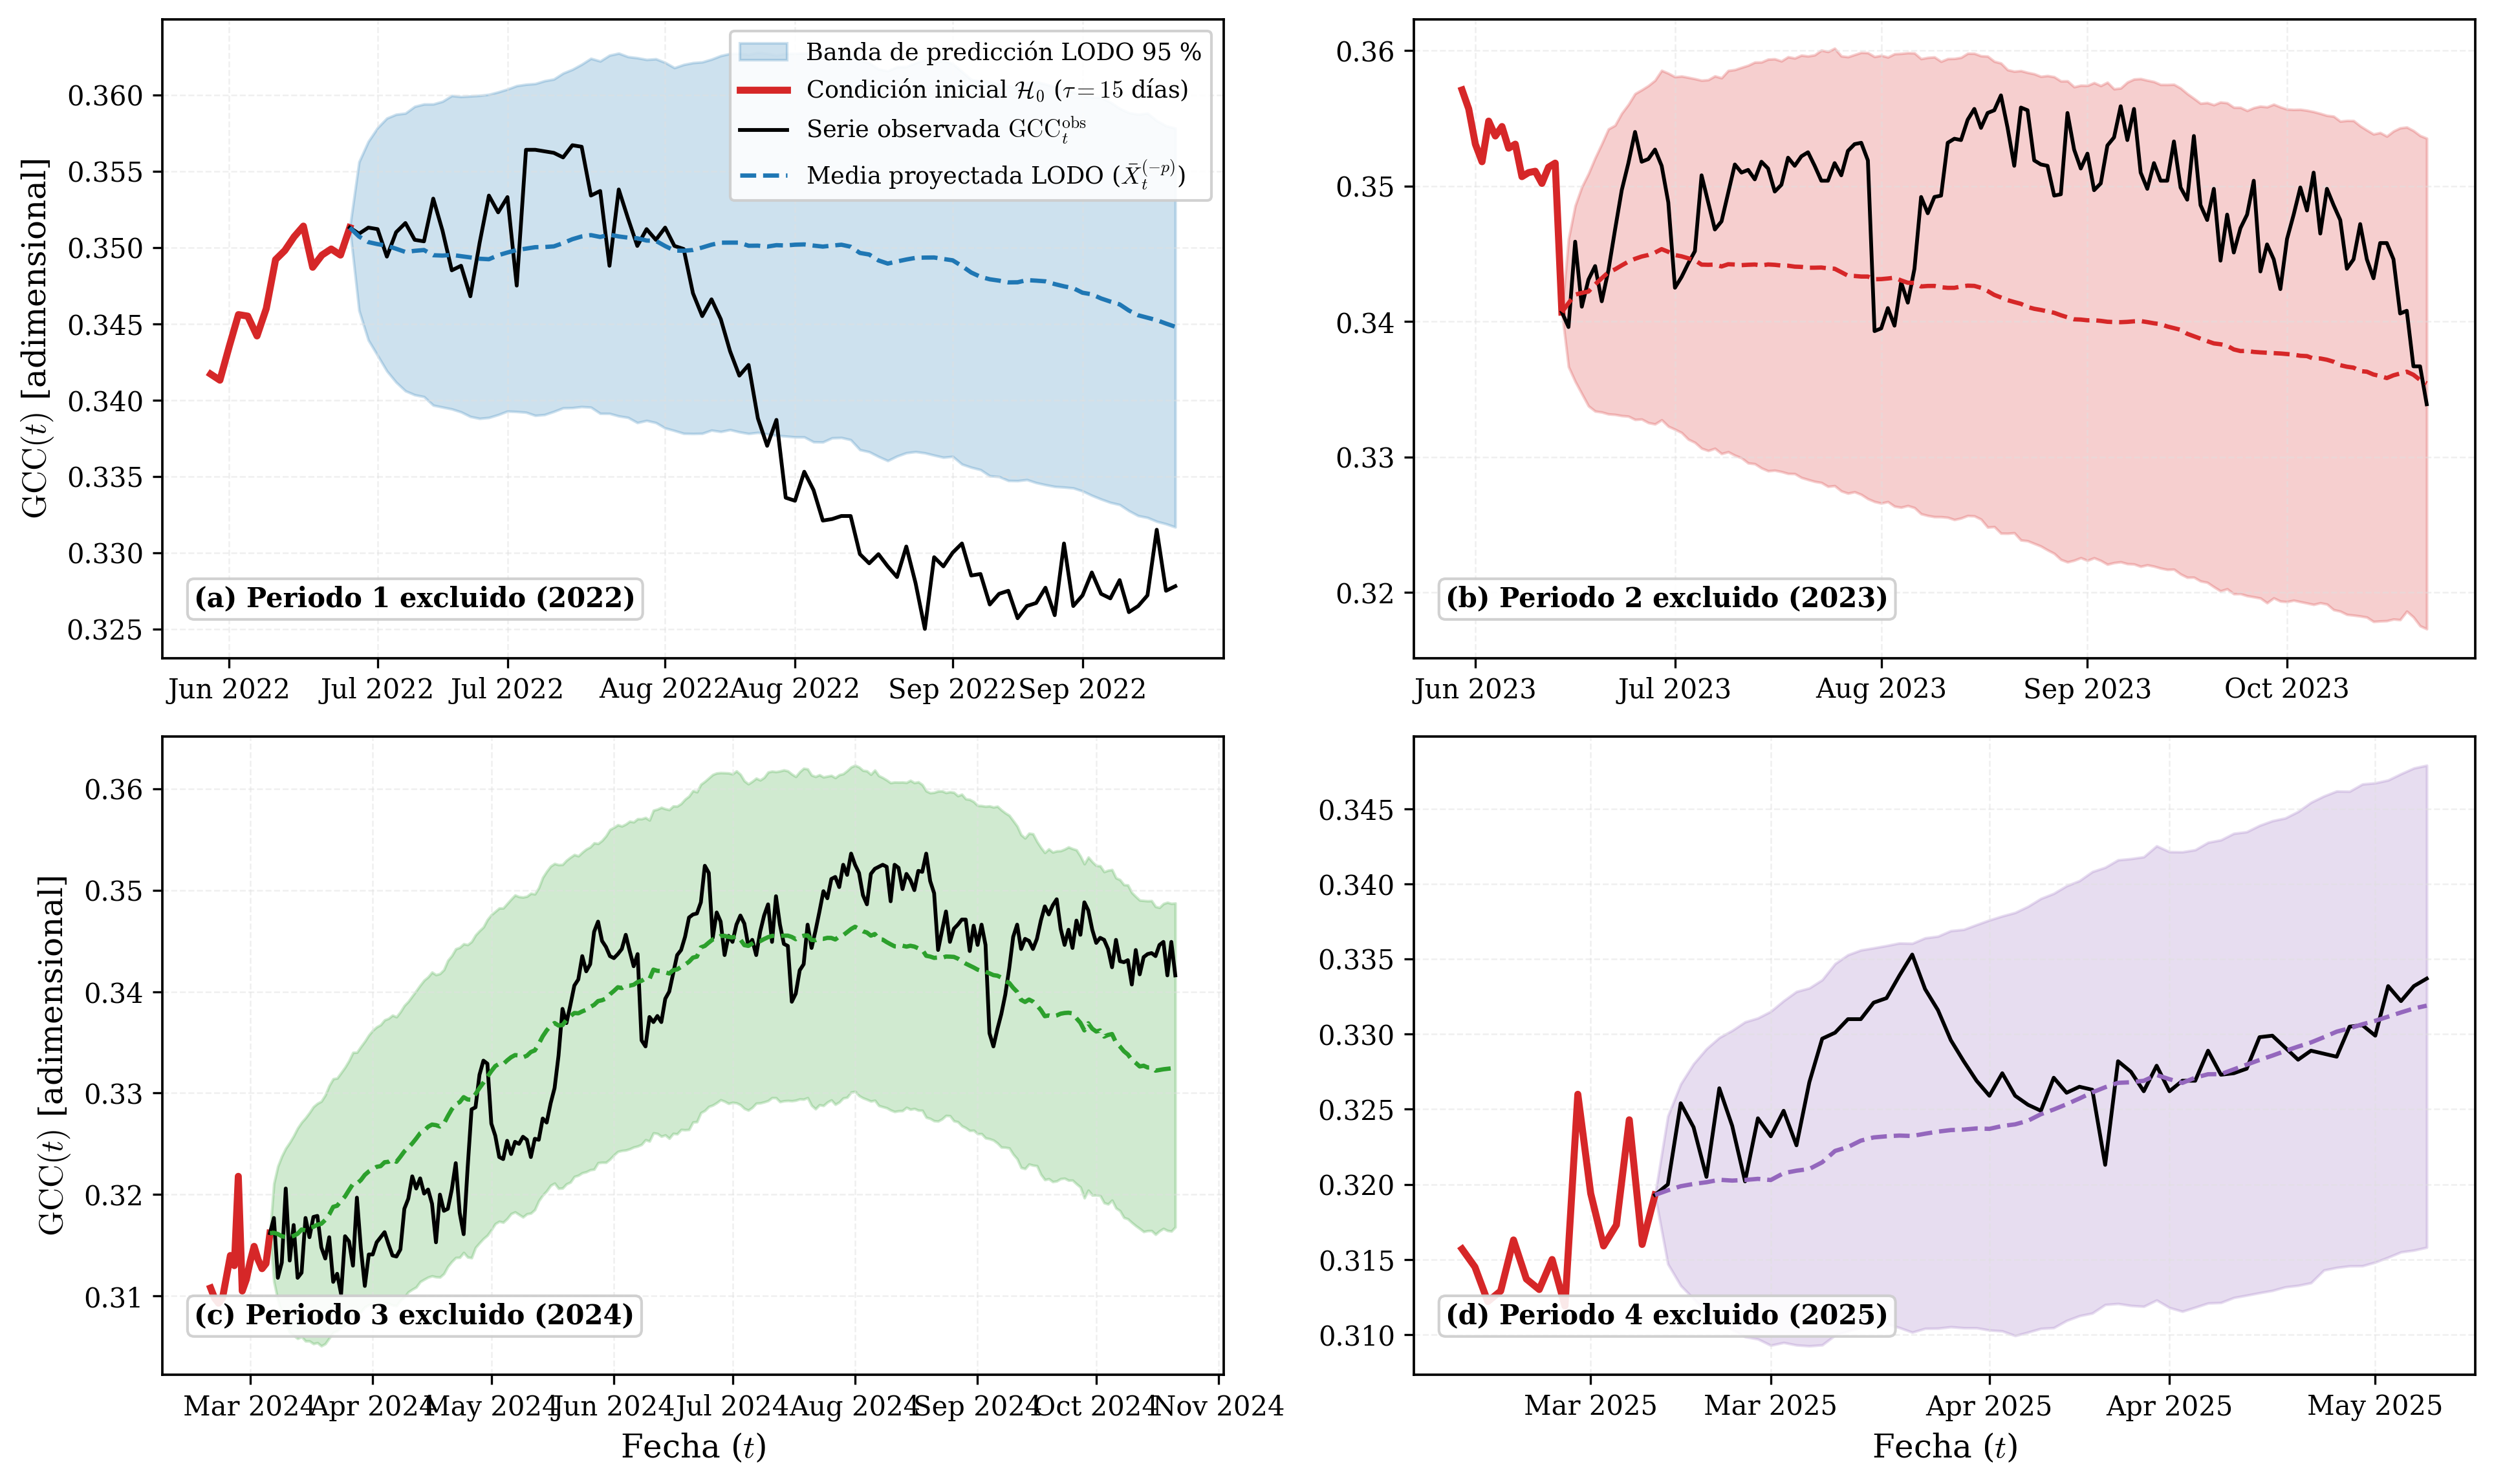 Banda de predicción LODO 95 %
Condición inicial ℋ₀ (τ = 15 días)
Serie observada GCCₜᵒᵇˢ
Media proyectada LODO (X̄ₜ⁽⁻ᵖ⁾)
GCC(t) [adimensional]
0.360
0.355
0.350
0.345
0.340
0.335
0.330
0.325
(a) Periodo 1 excluido (2022)
Jun 2022 Jul 2022 Jul 2022 Aug 2022 Aug 2022 Sep 2022 Sep 2022
0.36
0.35
0.34
0.33
0.32
(b) Periodo 2 excluido (2023)
Jun 2023 Jul 2023 Aug 2023 Sep 2023 Oct 2023
GCC(t) [adimensional]
0.36
0.35
0.34
0.33
0.32
0.31
(c) Periodo 3 excluido (2024)
Mar 2024 Apr 2024 May 2024 Jun 2024 Jul 2024 Aug 2024 Sep 2024 Oct 2024 Nov 2024
Fecha (t)
0.345
0.340
0.335
0.330
0.325
0.320
0.315
0.310
(d) Periodo 4 excluido (2025)
Mar 2025 Mar 2025 Apr 2025 Apr 2025 May 2025
Fecha (t)